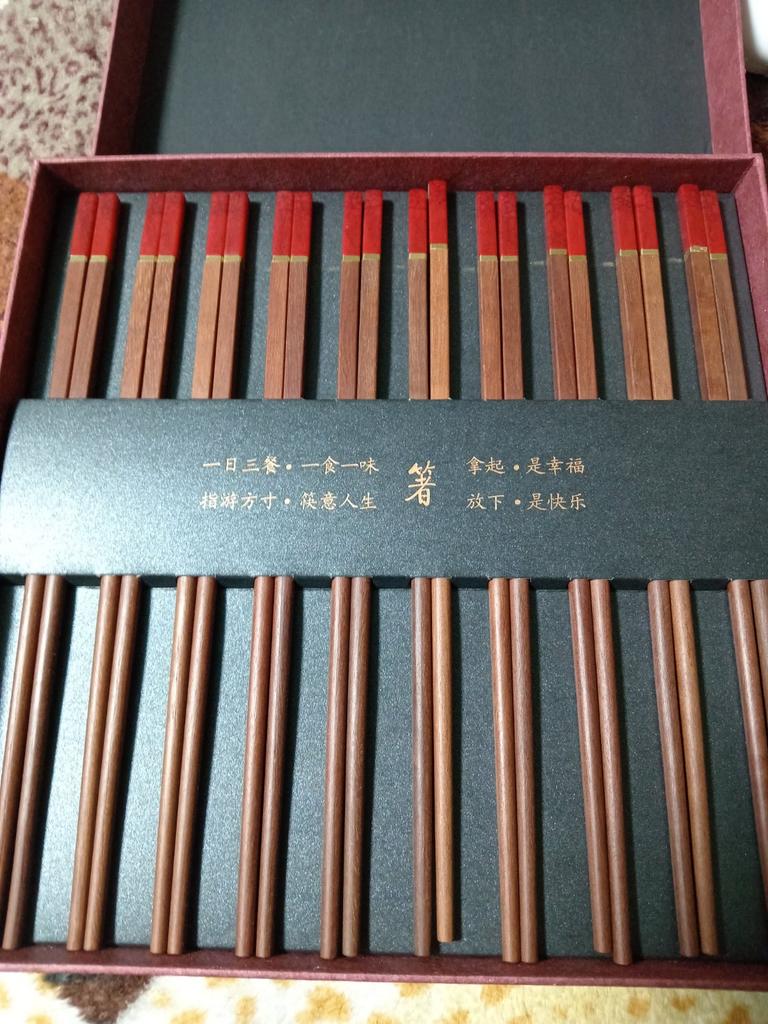 一日三餐・一食一味
指游方寸・筷意人生
箸
拿起・是幸福
放下・是快乐